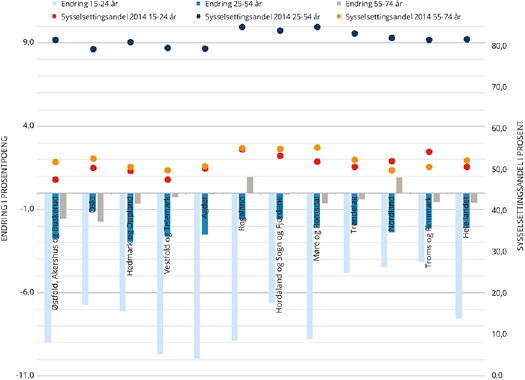 Endring 15-24 år Endring 25-54 år Endring 55-74 år
Sysselsettingsandel 2014 15-24 år Sysselsettingsandel 2014 25-54 år Sysselsettingsandel 2014 55-74 år
9,0
4,0
-1,0
-6,0
-11,0
ENDRING I PROSENTPOENG
Østfold, Akershus og Buskerud
Oslo
Hedmark og Oppland
Vestfold og Telemark
Agder
Rogaland
Hordaland og Sogn og Fjordane
Møre og Romsdal
Trøndelag
Nordland
Troms og Finnmark
Hele landet
80,0
70,0
60,0
50,0
40,0
30,0
20,0
10,0
0,0
SYSSELSETTINGSANDEL I PROSENT